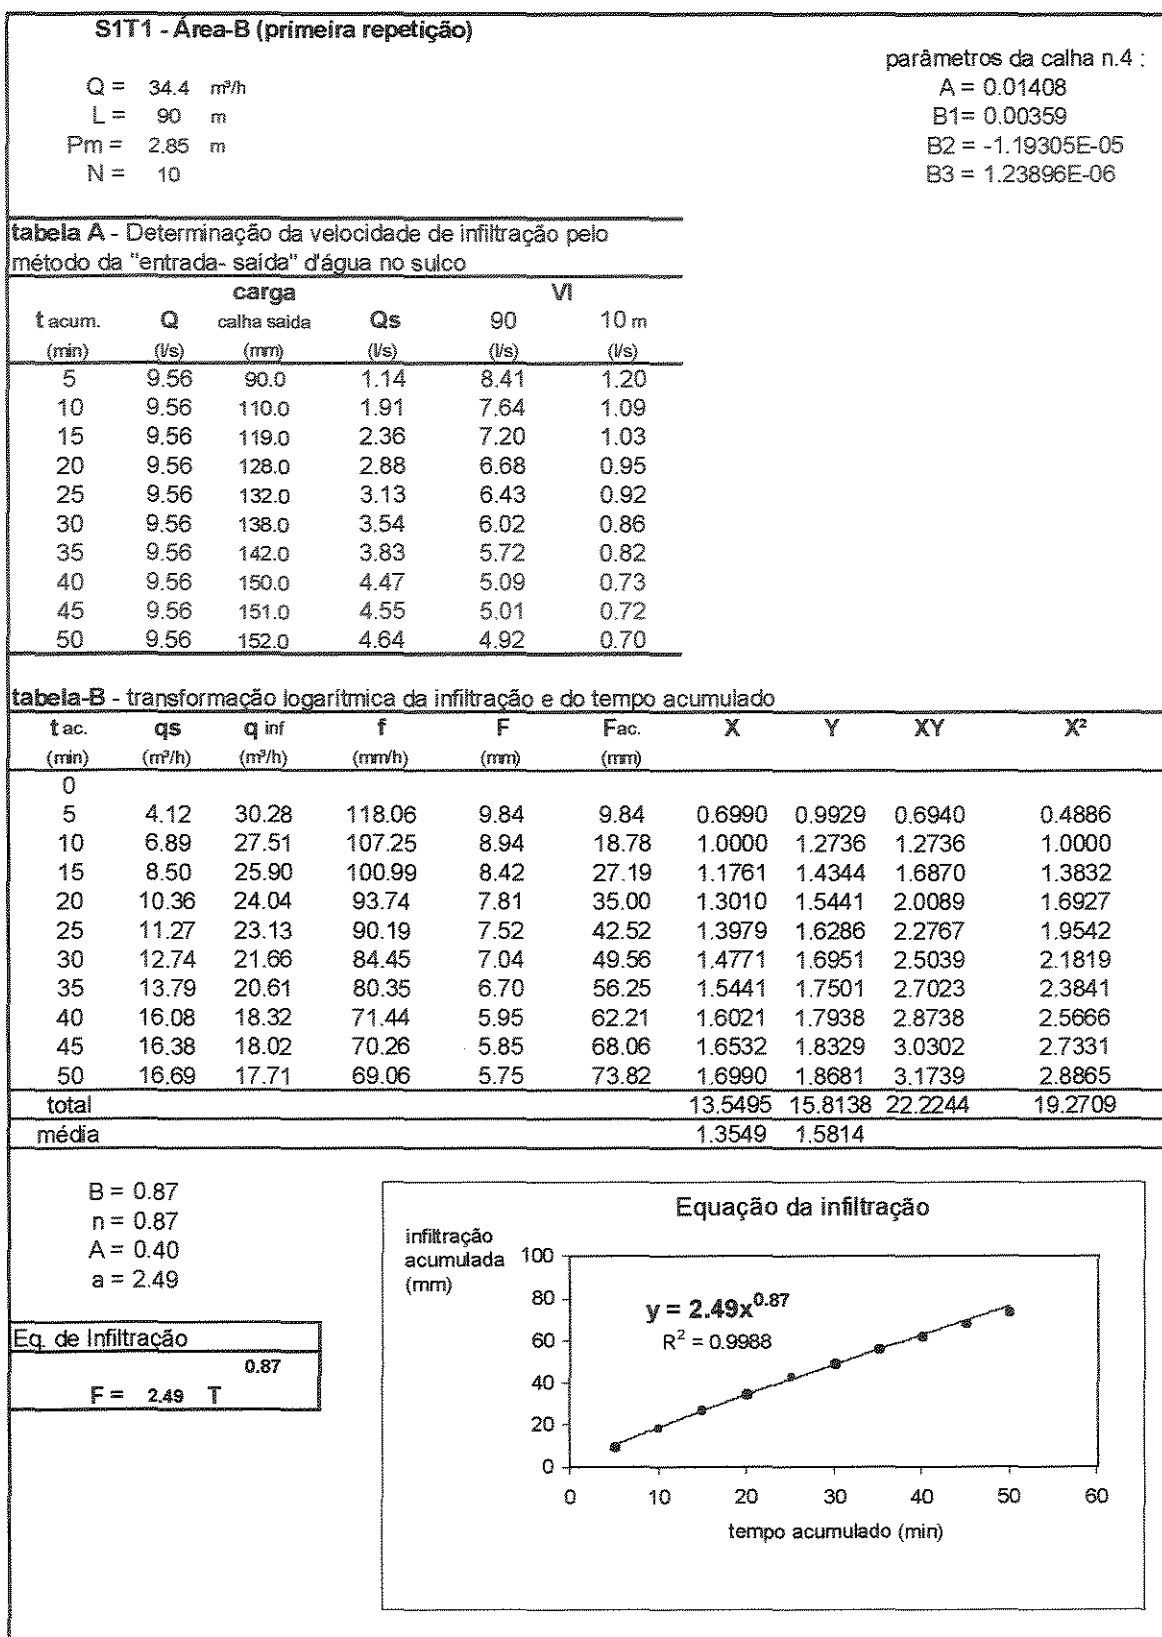 S1T1 - Área-B (primeira repetição)
parâmetros da calha n.4 :
Q = 34.4 m³/h
A = 0.01408
L = 90 m
B1= 0.00359
Pm = 2.85 m
B2 = -1.19305E-05
N = 10
B3 = 1.23896E-06
tabela A - Determinação da velocidade de infiltração pelo
método da "entrada- saída" d'água no sulco
carga VI
t acum. Q calha saida Qs 90 10 m
(min) (l/s) (mm) (l/s) (l/s) (l/s)
5 9.56 90.0 1.14 8.41 1.20
10 9.56 110.0 1.91 7.64 1.09
15 9.56 119.0 2.36 7.20 1.03
20 9.56 128.0 2.88 6.68 0.95
25 9.56 132.0 3.13 6.43 0.92
30 9.56 138.0 3.54 6.02 0.86
35 9.56 142.0 3.83 5.72 0.82
40 9.56 150.0 4.47 5.09 0.73
45 9.56 151.0 4.55 5.01 0.72
50 9.56 152.0 4.64 4.92 0.70
tabela-B - transformação logarítmica da infiltração e do tempo acumulado
t ac. qs q inf f F Fac. X Y XY X²
(min) (m³/h) (m³/h) (mm/h) (mm) (mm)
0
5 4.12 30.28 118.06 9.84 9.84 0.6990 0.9929 0.6940 0.4886
10 6.89 27.51 107.25 8.94 18.78 1.0000 1.2736 1.2736 1.0000
15 8.50 25.90 100.99 8.42 27.19 1.1761 1.4344 1.6870 1.3832
20 10.36 24.04 93.74 7.81 35.00 1.3010 1.5441 2.0089 1.6927
25 11.27 23.13 90.19 7.52 42.52 1.3979 1.6286 2.2767 1.9542
30 12.74 21.66 84.45 7.04 49.56 1.4771 1.6951 2.5039 2.1819
35 13.79 20.61 80.35 6.70 56.25 1.5441 1.7501 2.7023 2.3841
40 16.08 18.32 71.44 5.95 62.21 1.6021 1.7938 2.8738 2.5666
45 16.38 18.02 70.26 5.85 68.06 1.6532 1.8329 3.0302 2.7331
50 16.69 17.71 69.06 5.75 73.82 1.6990 1.8681 3.1739 2.8865
total 13.5495 15.8138 22.2244 19.2709
média 1.3549 1.5814
B = 0.87
n = 0.87
A = 0.40
a = 2.49
Eq. de Infiltração
0.87
F = 2.49 T
Equação da infiltração
infiltração
acumulada
(mm)
100
80
60
40
20
0
y = 2.49x^0.87
R² = 0.9988
0 10 20 30 40 50 60
tempo acumulado (min)